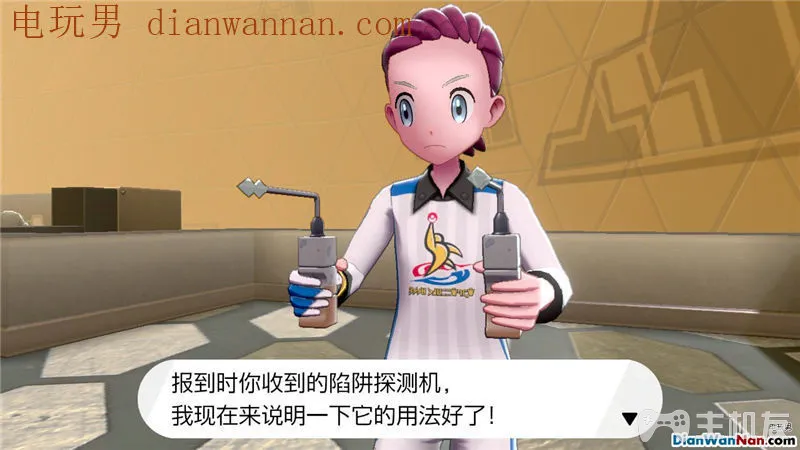 电玩男 dianwannan.com
报到时你收到的陷阱探测机，
我现在来说明一下它的用法好了！
主机友
DianWanNan.com